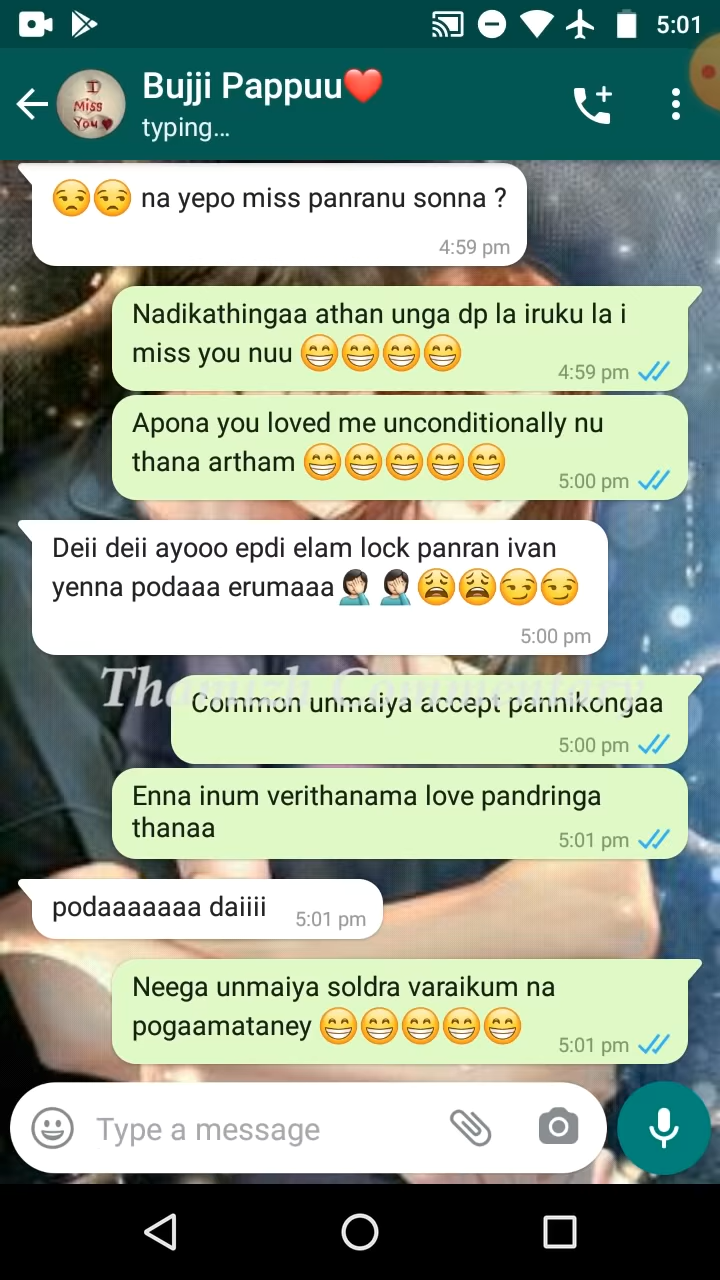 5:01
I
Miss
You
Bujji Pappuu❤️
typing...
😒😒 na yepo miss panranu sonna ?
4:59 pm
Nadikathingaa athan unga dp la iruku la i
miss you nuu 😁😁😁😁
4:59 pm
Apona you loved me unconditionally nu
thana artham 😁😁😁😁😁
5:00 pm
Deii deii ayooo epdi elam lock panran ivan
yenna podaaa erumaaa🤦🏻‍♀️🤦🏻‍♀️😩😩😏😏
5:00 pm
Thamizh Commentary
Common unmaiya accept pannikongaa
5:00 pm
Enna inum verithanama love pandringa
thanaa
5:01 pm
podaaaaaaa daiiii
5:01 pm
Neega unmaiya soldra varaikum na
pogaamataney 😁😁😁😁😁
5:01 pm
Type a message